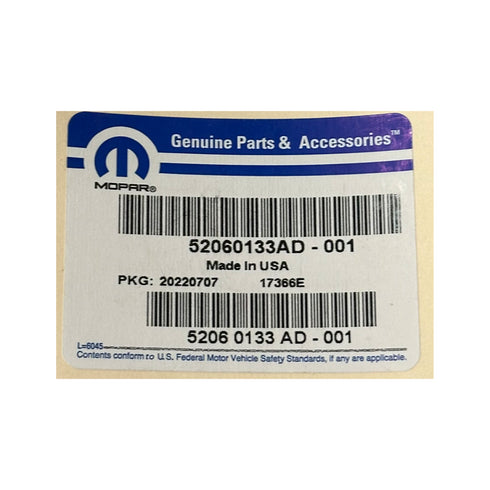 Genuine Parts & Accessories™
MOPAR®
52060133AD - 001
Made In USA
PKG: 20220707 17366E
5206 0133 AD - 001
L=6045
Contents conform to U.S. Federal Motor Vehicle Safety Standards, if any are applicable.